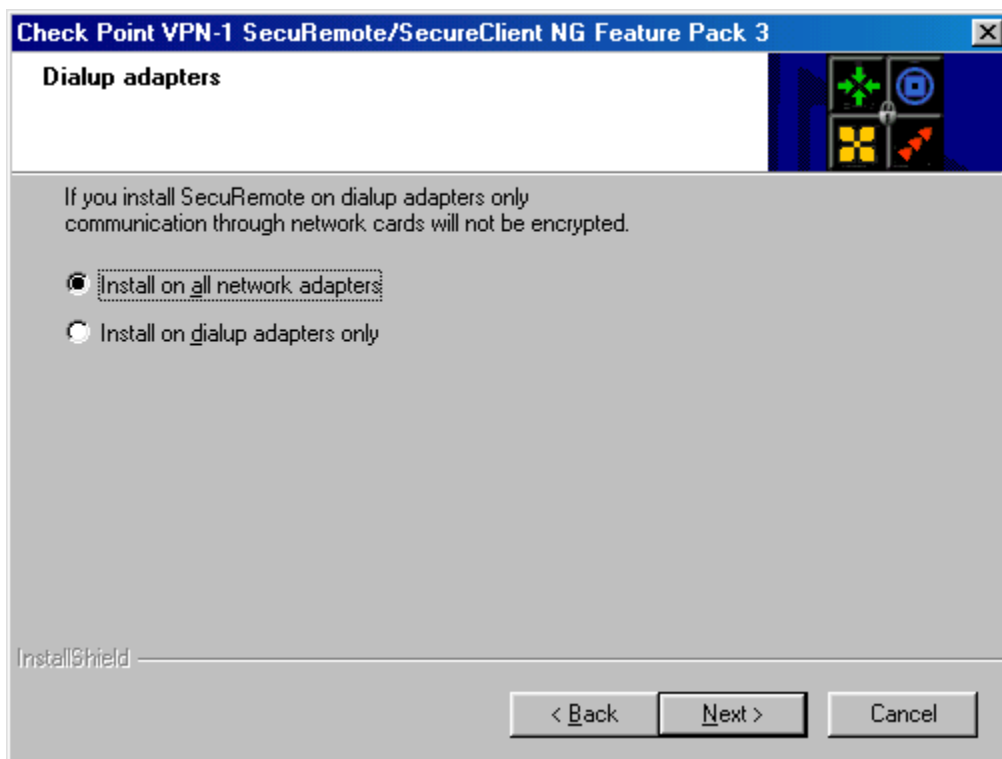 Check Point VPN-1 SecuRemote/SecureClient NG Feature Pack 3
Dialup adapters
If you install SecuRemote on dialup adapters only
communication through network cards will not be encrypted.
Install on all network adapters
Install on dialup adapters only
InstallShield
< Back
Next >
Cancel